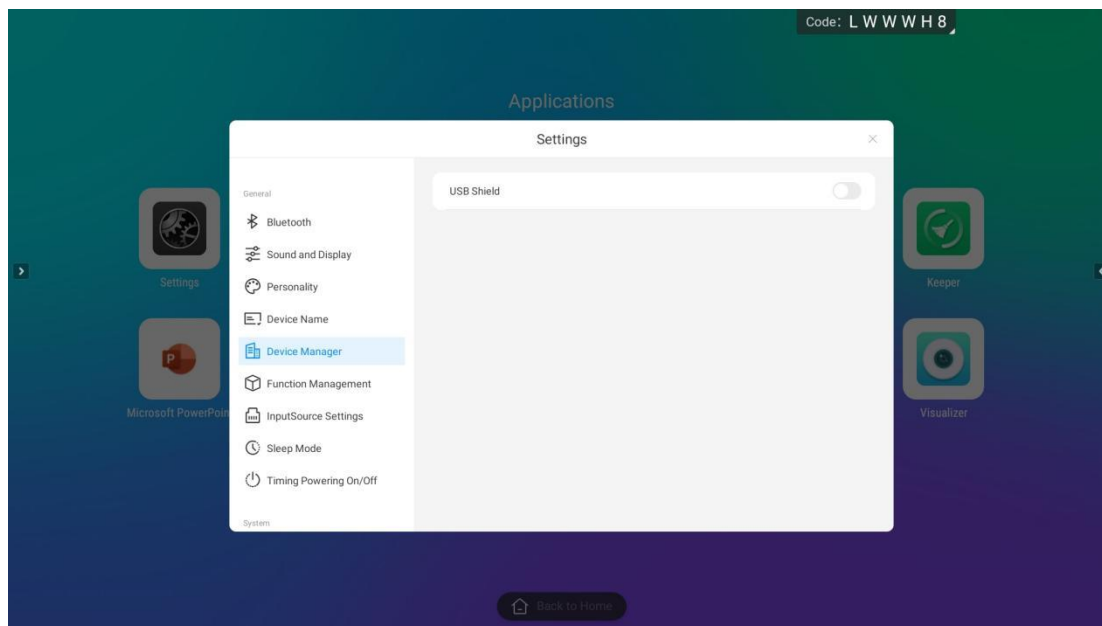 Code: L W W W H 8
Applications
Settings
General
Bluetooth
Sound and Display
Personality
Device Name
Device Manager
Function Management
InputSource Settings
Sleep Mode
Timing Powering On/Off
System
USB Shield
Settings
Microsoft PowerPoin
Keeper
Visualizer
Back to Home